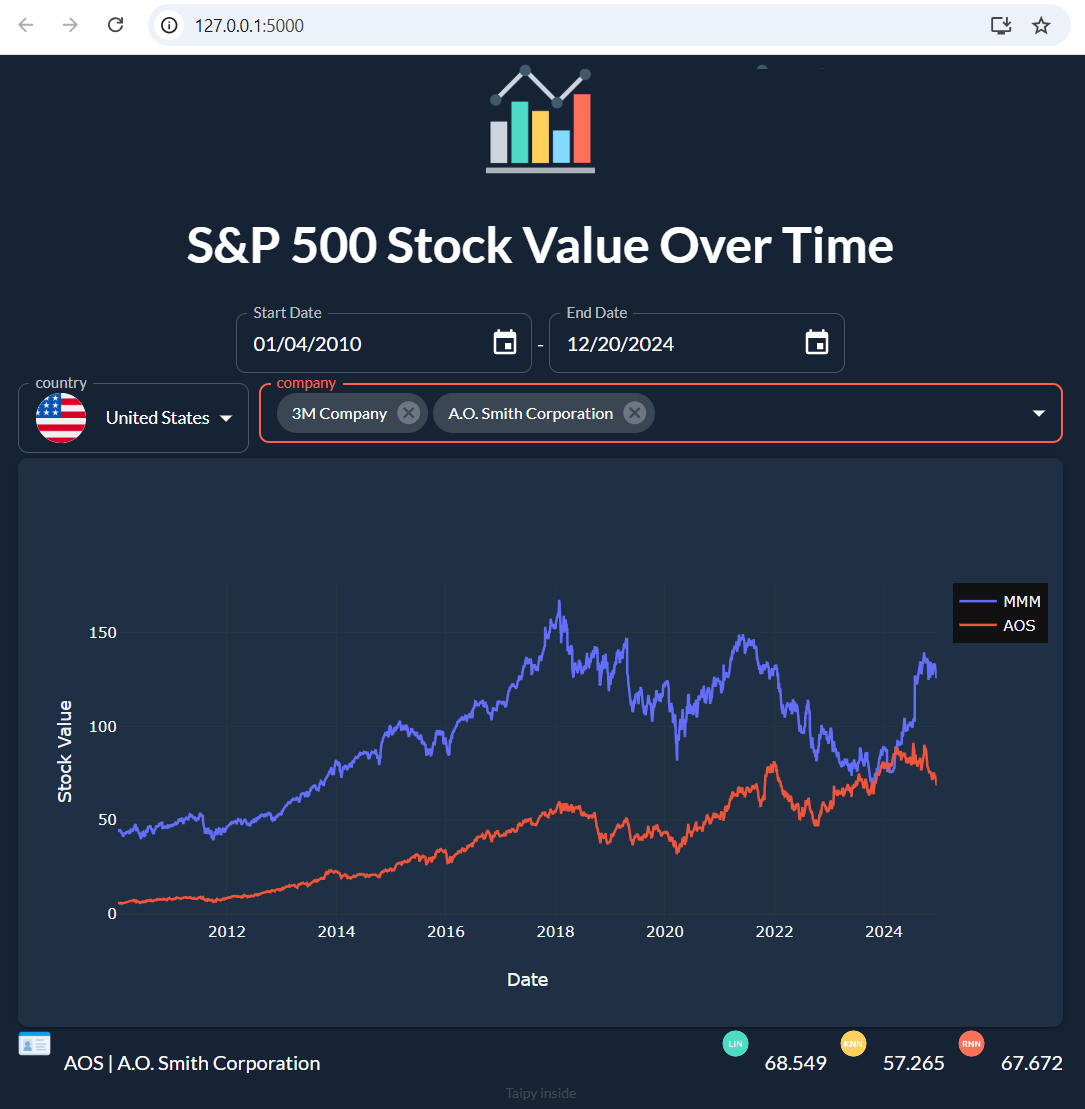 127.0.0.1:5000
S&P 500 Stock Value Over Time
Start Date
End Date
01/04/2010
-
12/20/2024
country
company
United States
3M Company
A.O. Smith Corporation
MMM
AOS
150
100
50
0
Stock Value
2012 2014 2016 2018 2020 2022 2024
Date
LIN KNN RNN
AOS | A.O. Smith Corporation 68.549 57.265 67.672
Taipy inside